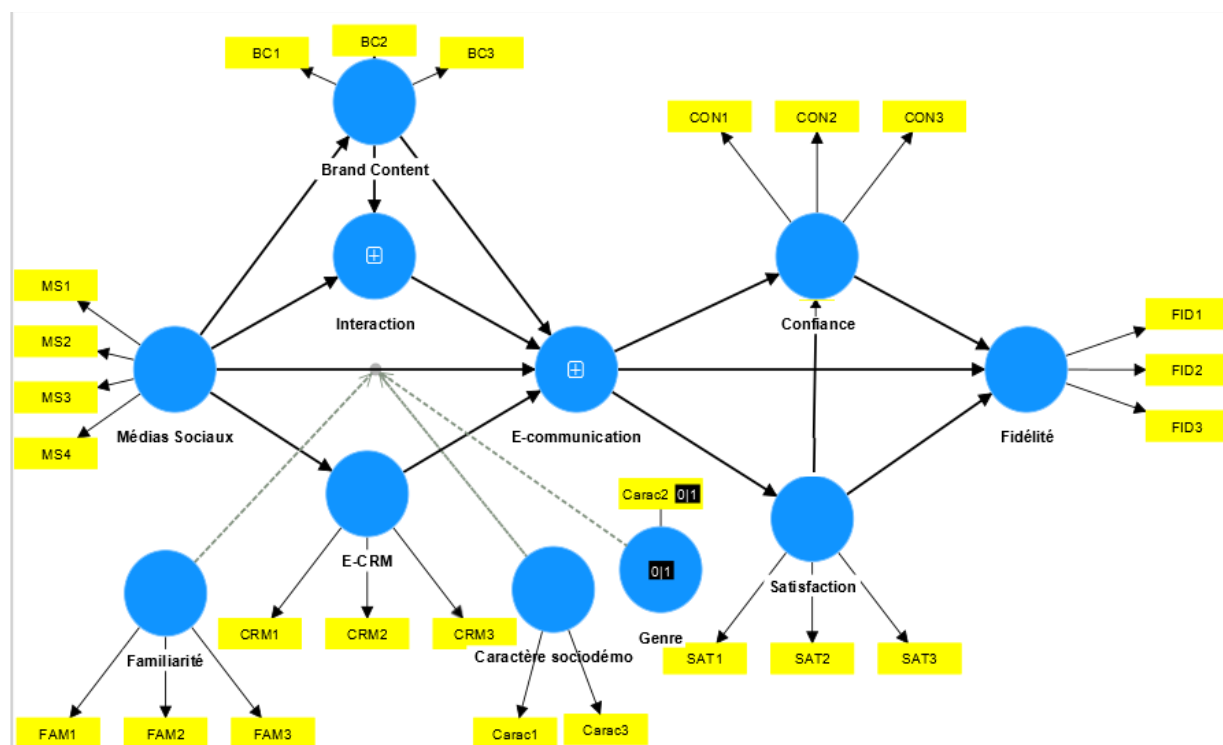 BC1
BC2
BC3
CON1
CON2
CON3
Brand Content
MS1
MS2
MS3
MS4
Interaction
Confiance
FID1
FID2
FID3
Médias Sociaux
E-communication
Fidélité
Carac2 0|1
0|1
E-CRM
Satisfaction
CRM1
CRM2
CRM3
Genre
Familiarité
Caractère sociodémo
SAT1
SAT2
SAT3
FAM1
FAM2
FAM3
Carac1
Carac3